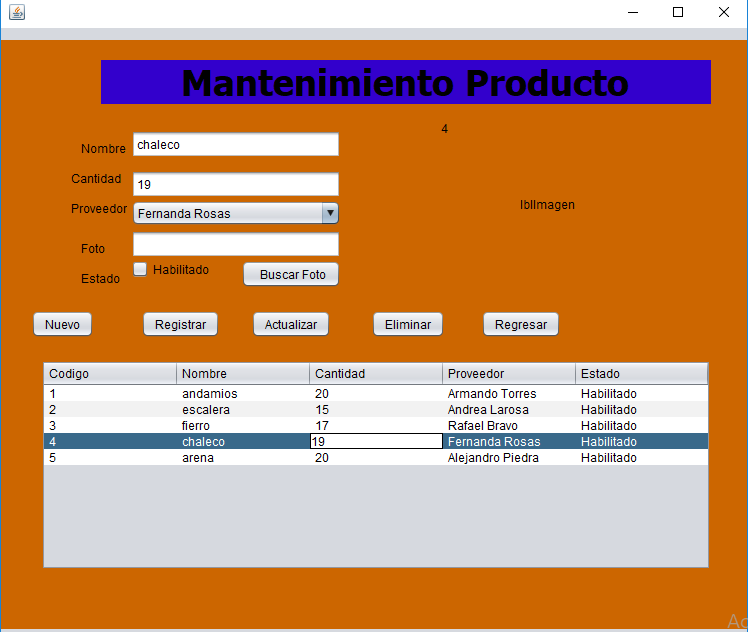 Mantenimiento Producto
4
Nombre chaleco
Cantidad 19
Proveedor Fernanda Rosas
lblImagen
Foto
Estado Habilitado Buscar Foto
Nuevo Registrar Actualizar Eliminar Regresar
Codigo Nombre Cantidad Proveedor Estado
1 andamios 20 Armando Torres Habilitado
2 escalera 15 Andrea Larosa Habilitado
3 fierro 17 Rafael Bravo Habilitado
4 chaleco 19 Fernanda Rosas Habilitado
5 arena 20 Alejandro Piedra Habilitado